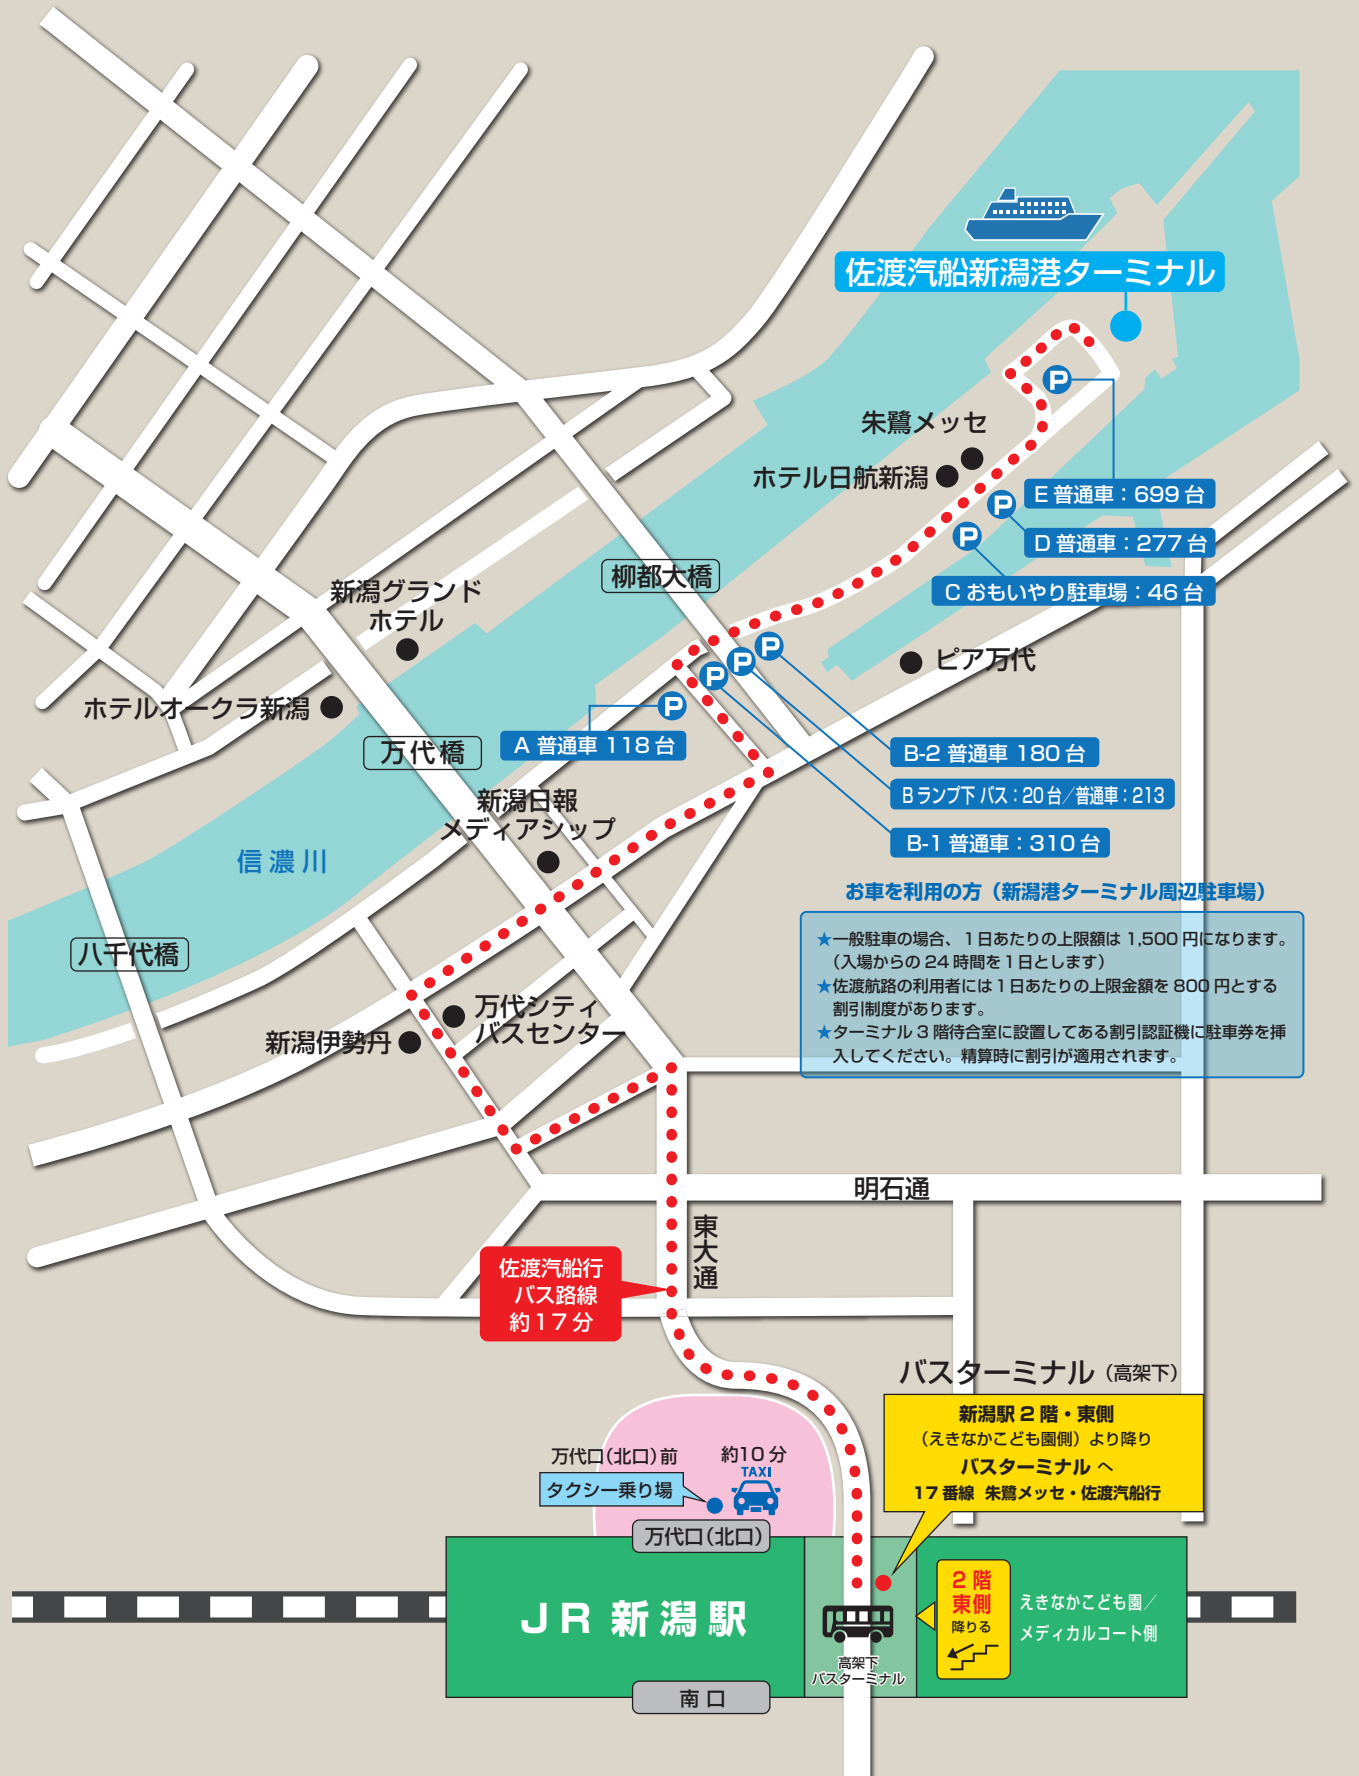 佐渡汽船新潟港ターミナル
朱鷺メッセ
ホテル日航新潟
P
P
P
E 普通車：699 台
D 普通車：277 台
C おもいやり駐車場：46 台
柳都大橋
新潟グランド
ホテル
ホテルオークラ新潟
ピア万代
P
P
P
P
A 普通車 118 台
万代橋
B-2 普通車 180 台
B ランプ下 バス：20 台／普通車：213
B-1 普通車：310 台
新潟日報
メディアシップ
信濃川
八千代橋
お車を利用の方（新潟港ターミナル周辺駐車場）
★一般駐車の場合、１日あたりの上限額は 1,500 円になります。
（入場からの 24 時間を１日とします）
★佐渡航路の利用者には１日あたりの上限金額を 800 円とする
割引制度があります。
★ターミナル 3 階待合室に設置してある割引認証機に駐車券を挿
入してください。精算時に割引が適用されます。
万代シティ
バスセンター
新潟伊勢丹
明石通
東大通
佐渡汽船行
バス路線
約１７分
バスターミナル（高架下）
新潟駅 2 階・東側
（えきなかこども園側）より降り
バスターミナル へ
17 番線 朱鷺メッセ・佐渡汽船行
万代口（北口）前
約10 分
TAXI
タクシー乗り場
万代口（北口）
JR 新潟駅
2 階
東側
降りる
えきなかこども園／
メディカルコート側
高架下
バスターミナル
南口